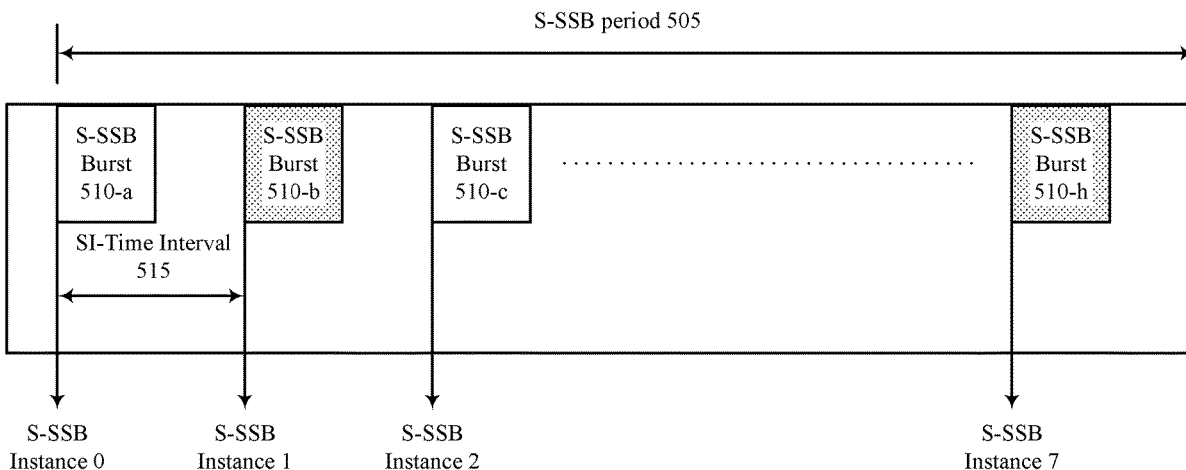 S-SSB period 505
S-SSB
Burst
510-a
S-SSB
Burst
510-b
S-SSB
Burst
510-c
S-SSB
Burst
510-h
SI-Time Interval
515
S-SSB
Instance 0
S-SSB
Instance 1
S-SSB
Instance 2
S-SSB
Instance 7